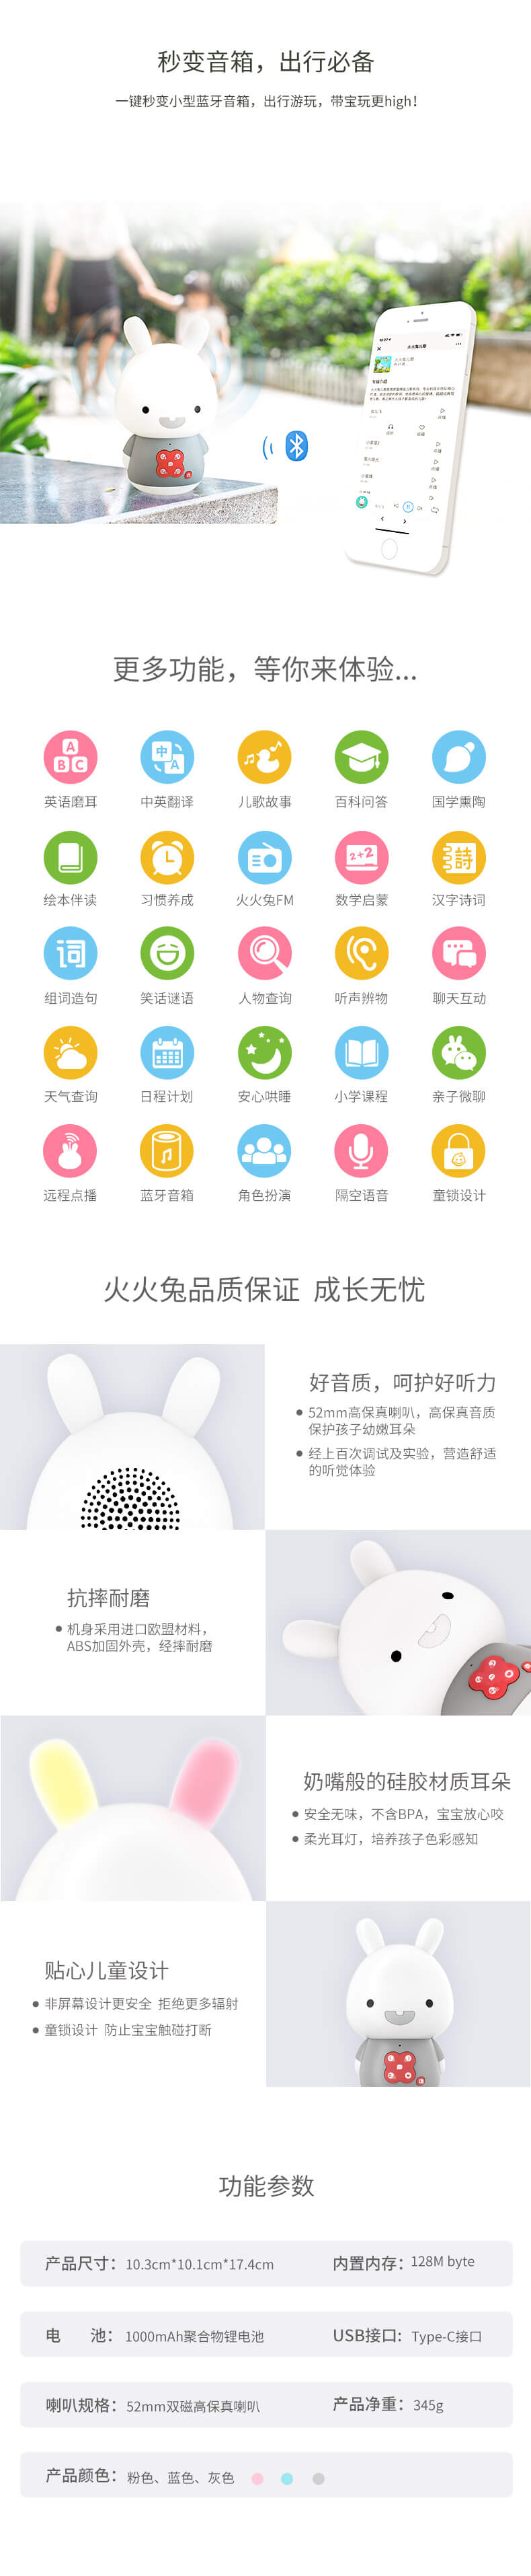 秒变音箱，出行必备
一键秒变小型蓝牙音箱，出行游玩，带宝玩更high！
火火兔儿歌
更多功能，等你来体验...
A
B C
中
A
2+2
詩
词
英语磨耳 中英翻译 儿歌故事 百科问答 国学熏陶
绘本伴读 习惯养成 火火兔FM 数学启蒙 汉字诗词
组词造句 笑话谜语 人物查询 听声辨物 聊天互动
天气查询 日程计划 安心哄睡 小学课程 亲子微聊
远程点播 蓝牙音箱 角色扮演 隔空语音 童锁设计
火火兔品质保证 成长无忧
好音质，呵护好听力
● 52mm高保真喇叭，高保真音质
保护孩子幼嫩耳朵
● 经上百次调试及实验，营造舒适
的听觉体验
抗摔耐磨
● 机身采用进口欧盟材料，
ABS加固外壳，经摔耐磨
奶嘴般的硅胶材质耳朵
● 安全无味，不含BPA，宝宝放心咬
● 柔光耳灯，培养孩子色彩感知
贴心儿童设计
● 非屏幕设计更安全 拒绝更多辐射
● 童锁设计 防止宝宝触碰打断
功能参数
产品尺寸：10.3cm*10.1cm*17.4cm 内置内存：128M byte
电 池：1000mAh聚合物锂电池 USB接口：Type-C接口
喇叭规格：52mm双磁高保真喇叭 产品净重：345g
产品颜色：粉色、蓝色、灰色